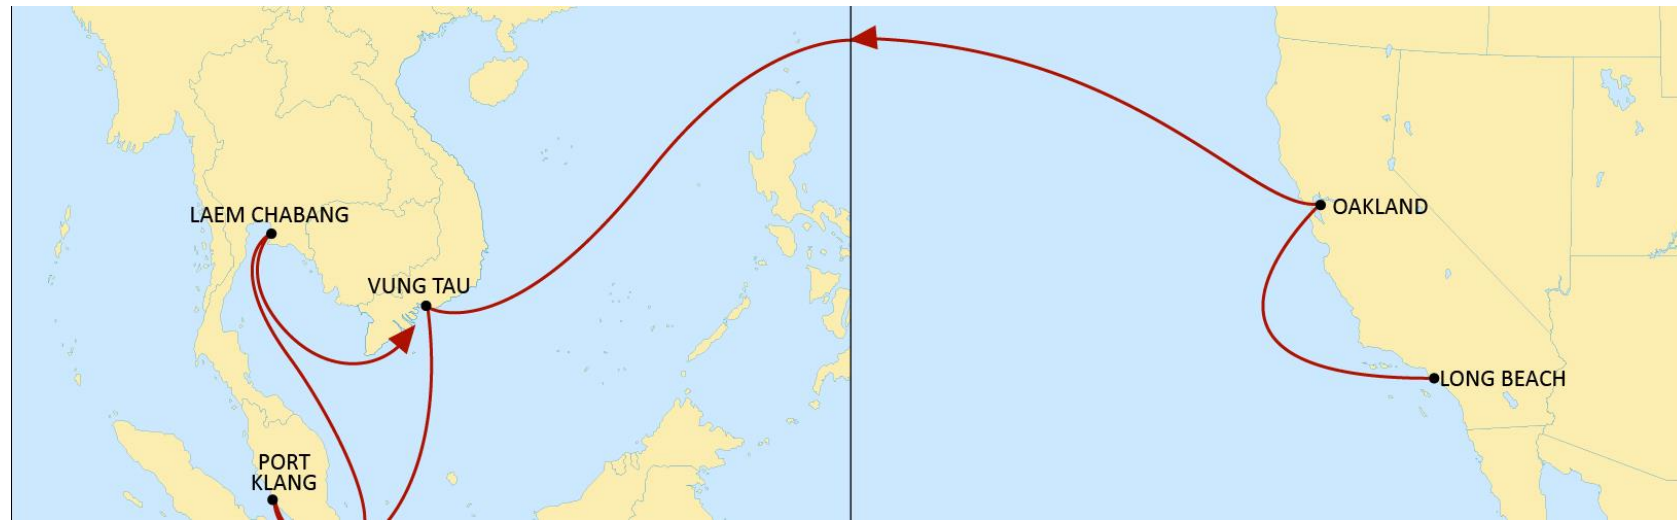 LAEM CHABANG
VUNG TAU
PORT
KLANG
OAKLAND
LONG BEACH